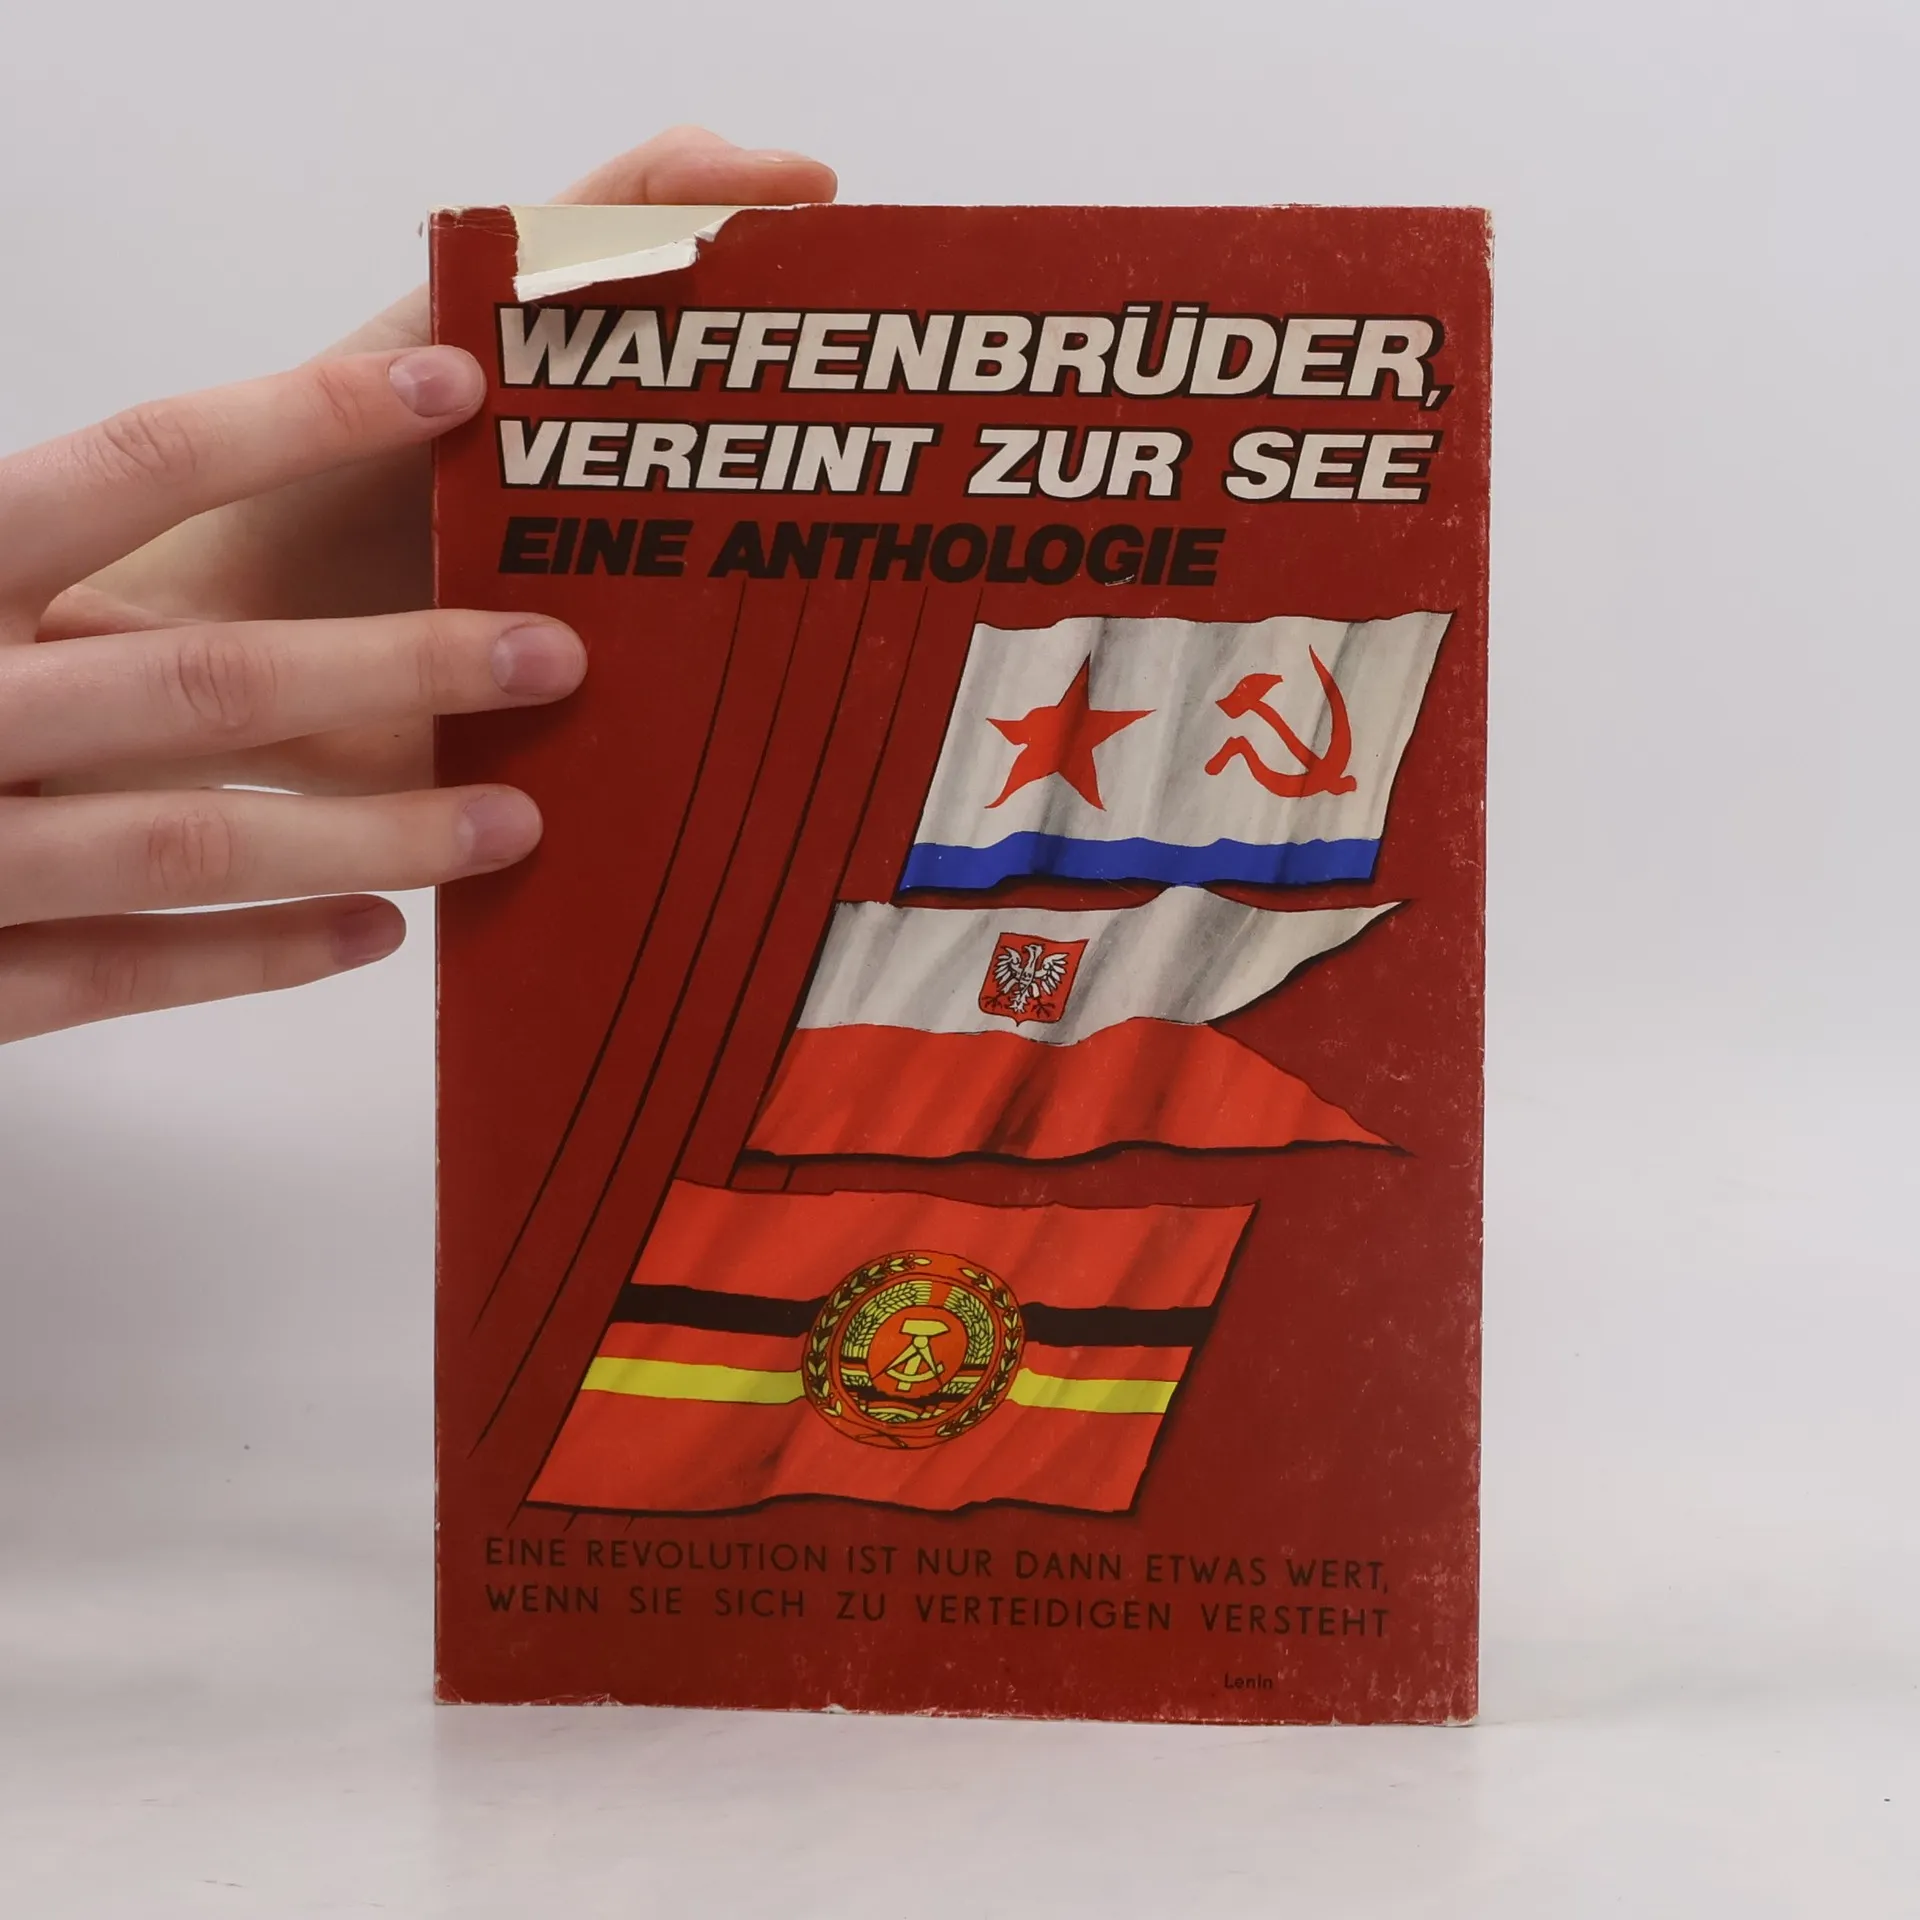 WAFFENBRÜDER,
VEREINT ZUR SEE
EINE ANTHOLOGIE
EINE REVOLUTION IST NUR DANN ETWAS WERT,
WENN SIE SICH ZU VERTEIDIGEN VERSTEHT
Lenin